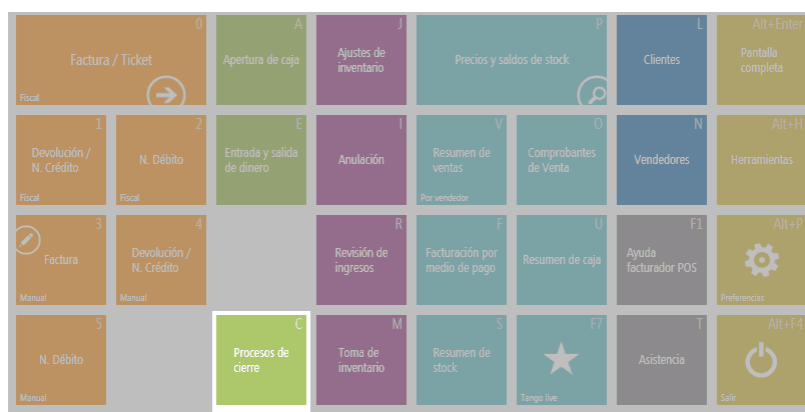 0
Factura / Ticket
Fiscal
A
Apertura de caja
J
Ajustes de
inventario
P
Precios y saldos de stock
L
Clientes
Alt+Enter
Pantalla
completa
1
Devolución /
N. Crédito
Fiscal
2
N. Débito
Fiscal
E
Entrada y salida
de dinero
I
Anulación
V
Resumen de
ventas
Por vendedor
O
Comprobantes
de Venta
N
Vendedores
Alt+H
Herramientas
3
Factura
Manual
4
Devolución /
N. Crédito
Manual
R
Revisión de
ingresos
F
Facturación por
medio de pago
U
Resumen de caja
F1
Ayuda
facturador POS
Alt+P
Preferencias
5
N. Débito
Manual
C
Procesos de
cierre
M
Toma de
inventario
S
Resumen de
stock
F7
Tango live
T
Asistencia
Alt+F4
Salir